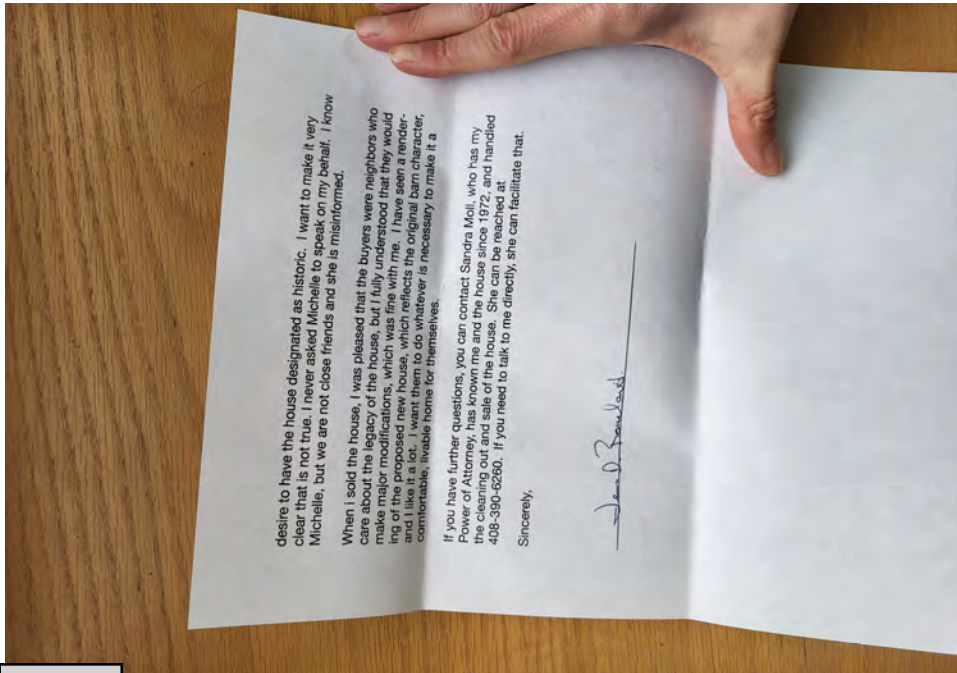 desire to have the house designated as historic. I want to make it very
clear that is not true. I never asked Michelle to speak on my behalf. I know
Michelle, but we are not close friends and she is misinformed.
When i sold the house, I was pleased that the buyers were neighbors who
care about the legacy of the house, but I fully understood that they would
make major modifications, which was fine with me. I have seen a render-
ing of the proposed new house, which reflects the original barn character,
and I like it a lot. I want them to do whatever is necessary to make it a
comfortable, livable home for themselves.
If you have further questions, you can contact Sandra Moll, who has my
Power of Attorney, has known me and the house since 1972, and handled
the cleaning out and sale of the house. She can be reached at
408-390-6260. If you need to talk to me directly, she can facilitate that.
Sincerely,